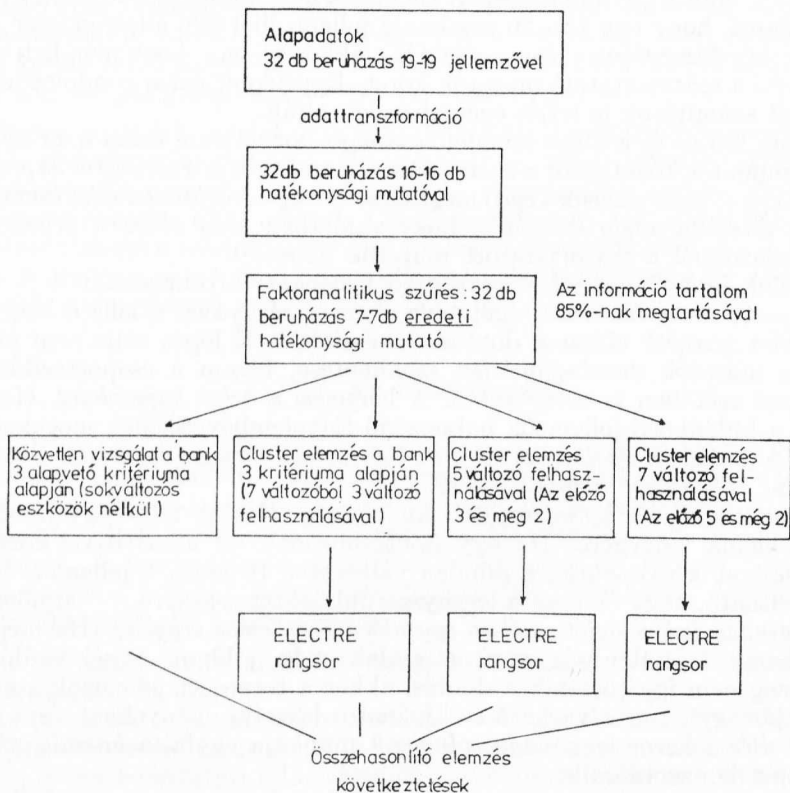 Alapadatok
32 db beruházás 19-19 jellemzővel
adattranszformáció
32db beruházás 16-16 db
hatékonysági mutatóval
Faktoranalitikus szűrés : 32 db
beruházás 7-7db eredeti
hatékonysági mutató
Az információ tartalom
85%-nak megtartásával
Közvetlen vizsgálat a bank
3 alapvető kritériuma
alapján (sokváltozós
eszközök nélkül)
Cluster elemzés a bank
3 kritériuma alapján
(7 változóból 3 változó
felhasználásával)
Cluster elemzés
5 változó felhasz-
nálásával (Az előző
3 és még 2)
Cluster elemzés
7 változó fel-
használásával
(Az előző 5 és még 2)
ELECTRE
rangsor
ELECTRE
rangsor
ELECTRE
rangsor
Összehasonlító elemzés
következtetések